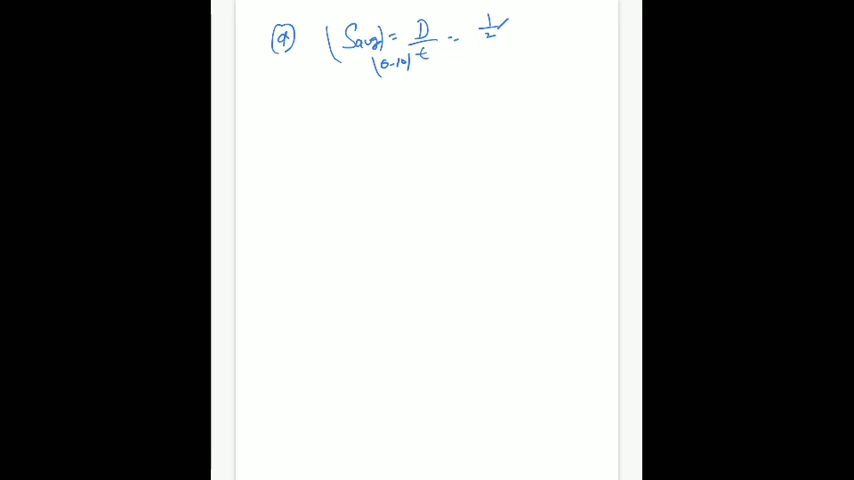 (a) (Savg) = D/t = 1/2
(0-10)